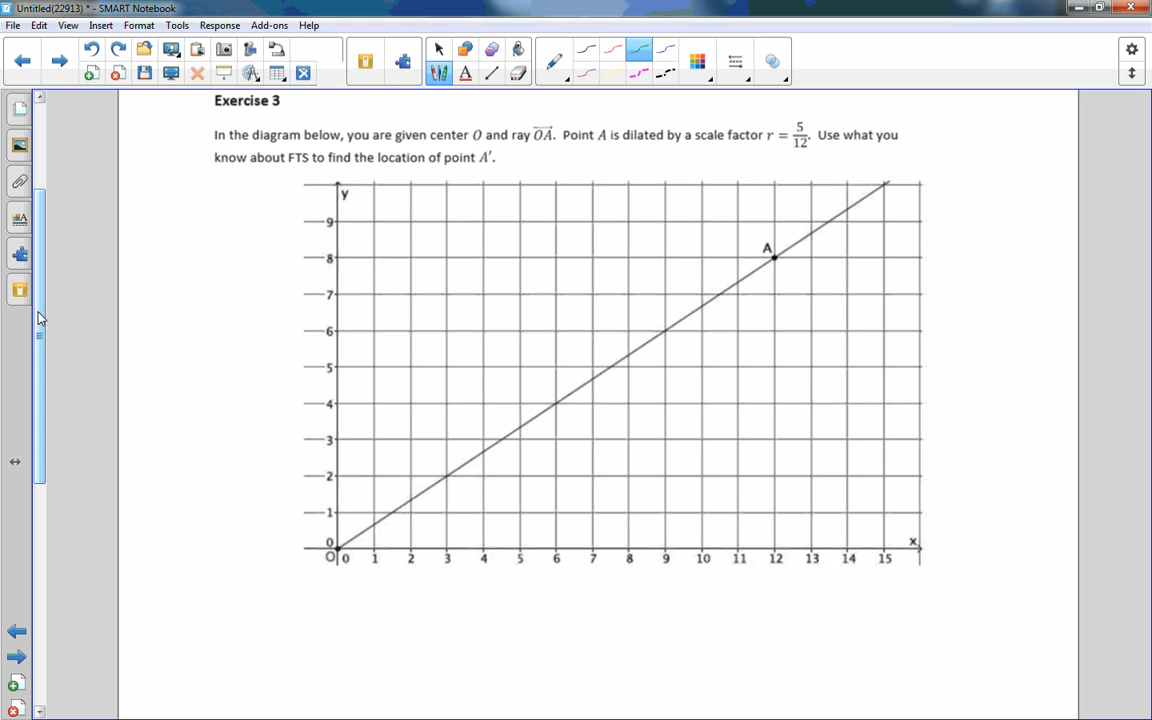 Untitled(22913) * - SMART Notebook
File Edit View Insert Format Tools Response Add-ons Help
Exercise 3
In the diagram below, you are given center O and ray OA. Point A is dilated by a scale factor r = 5/12. Use what you
know about FTS to find the location of point A′.
y
9
A
8
7
6
5
4
3
2
1
0
x
O 0 1 2 3 4 5 6 7 8 9 10 11 12 13 14 15